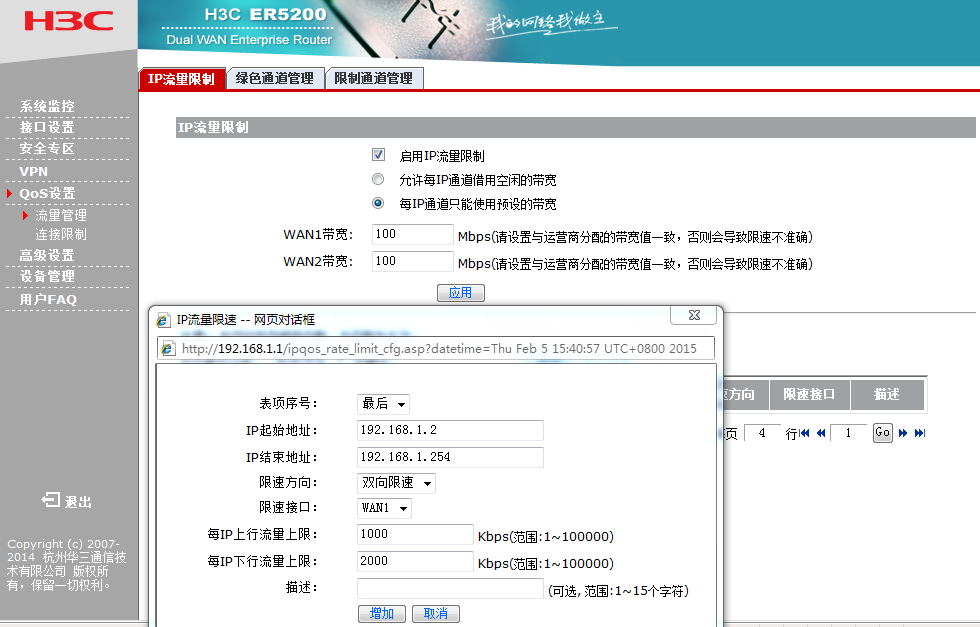 H3C
H3C ER5200
Dual WAN Enterprise Router
我的网络我做主
IP流量限制 绿色通道管理 限制通道管理
系统监控
接口设置
安全专区
VPN
QoS设置
流量管理
连接限制
高级设置
设备管理
用户FAQ
退出
Copyright (c) 2007-
2014 杭州华三通信技
术有限公司 版权所
有，保留一切权利。
IP流量限制
启用IP流量限制
允许每IP通道借用空闲的带宽
每IP通道只能使用预设的带宽
WAN1带宽： 100 Mbps(请设置与运营商分配的带宽值一致，否则会导致限速不准确)
WAN2带宽： 100 Mbps(请设置与运营商分配的带宽值一致，否则会导致限速不准确)
应用
IP流量限速 -- 网页对话框
http://192.168.1.1/ipqos_rate_limit_cfg.asp?datetime=Thu Feb 5 15:40:57 UTC+0800 2015
表项序号： 最后
IP起始地址： 192.168.1.2
IP结束地址： 192.168.1.254
限速方向： 双向限速
限速接口： WAN1
每IP上行流量上限： 1000 Kbps(范围:1~100000)
每IP下行流量上限： 2000 Kbps(范围:1~100000)
描述： (可选,范围:1~15个字符)
增加 取消
方向 限速接口 描述
页 4 行 1 Go